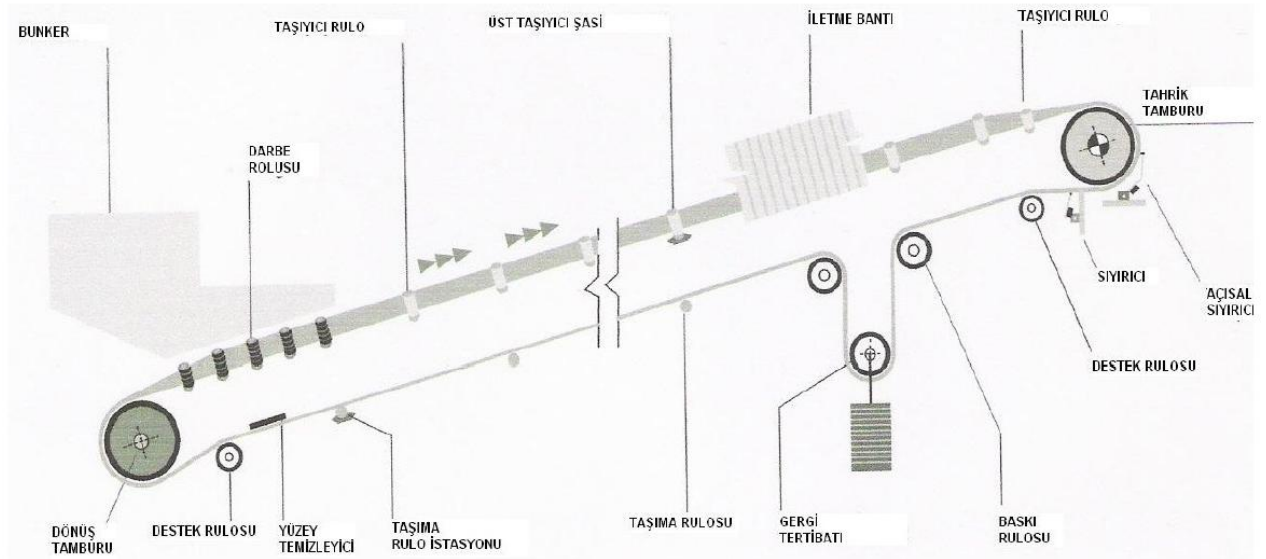 BUNKER
TAŞIYICI RULO
ÜST TAŞIYICI ŞASİ
İLETME BANTI
TAŞIYICI RULO
TAHRİK
TAMBURU
DARBE
ROLUSU
SIYIRICI
AÇISAL
SIYIRICI
DESTEK RULOSU
DÖNÜŞ
TAMBURU
DESTEK RULOSU
YÜZEY
TEMİZLEYİCİ
TAŞIMA
RULO İSTASYONU
TAŞIMA RULOSU
GERGİ
TERTİBATI
BASKI
RULOSU